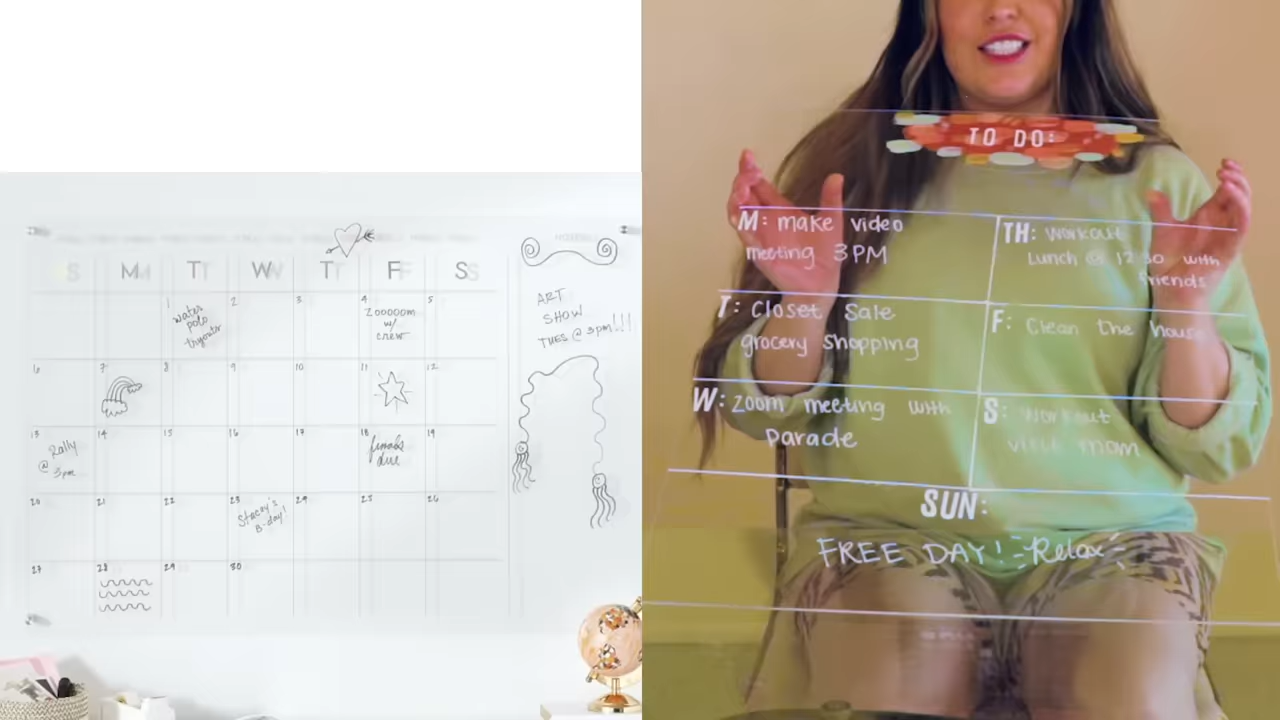 S M T W T F S
1 2 3 4 5
water
polo
tryouts
Zooooom
w/
crew
6 7 8 9 10 11 12
13 14 15 16 17 18 19
Rally
@
3pm
finals
due
20 21 22 23 24 25 26
Stacey's
B-day!
27 28 29 30
NOTES
ART
SHOW
TUES @ 3pm!!!!
TO DO:
M: make video
meeting 3PM
T: Closet Sale
grocery Shopping
W: Zoom meeting with
Parade
TH: Workout
Lunch @ 12:30 with
friends
F: Clean the house
S: Workout
visit mom
SUN:
FREE DAY! Relax